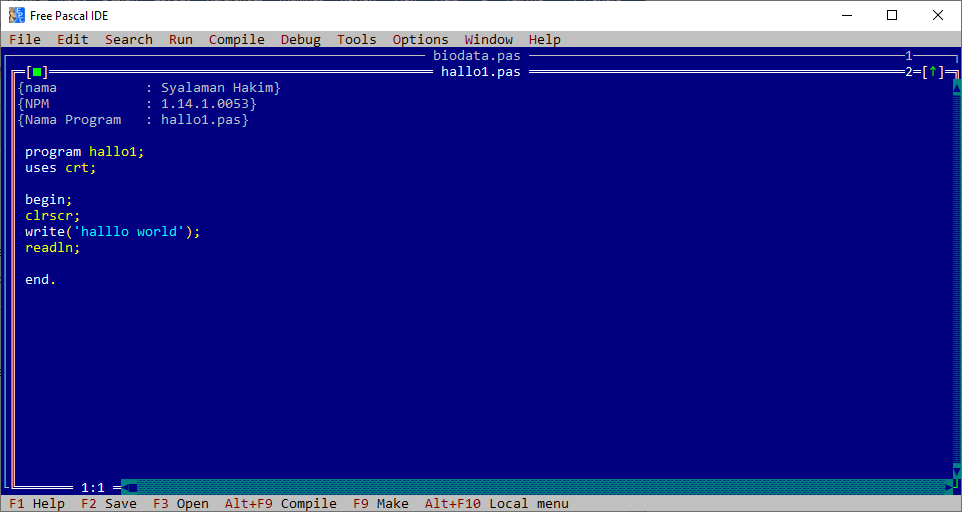 Free Pascal IDE
File Edit Search Run Compile Debug Tools Options Window Help
biodata.pas 1
[■] hallo1.pas 2=[↑]
{nama : Syalaman Hakim}
{NPM : 1.14.1.0053}
{Nama Program : hallo1.pas}
program hallo1;
uses crt;
begin;
clrscr;
write('halllo world');
readln;
end.
1:1
F1 Help F2 Save F3 Open Alt+F9 Compile F9 Make Alt+F10 Local menu